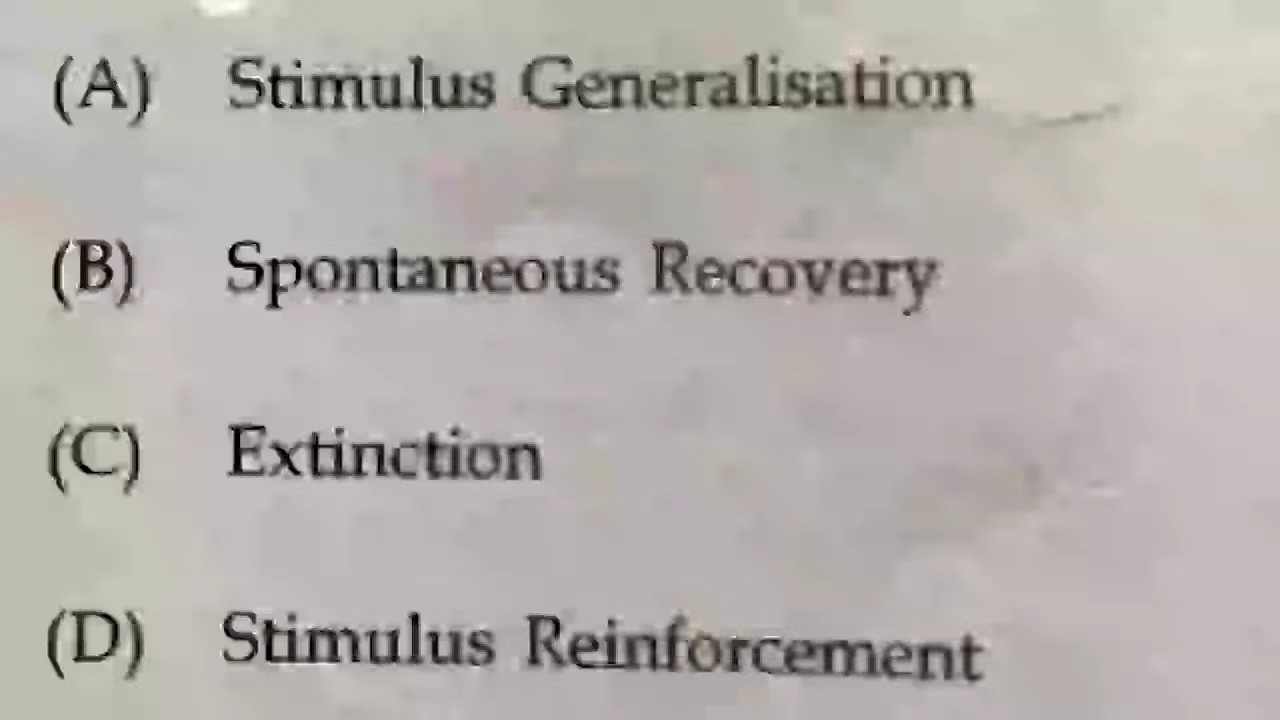 (A) Stimulus Generalisation
(B) Spontaneous Recovery
(C) Extinction
(D) Stimulus Reinforcement